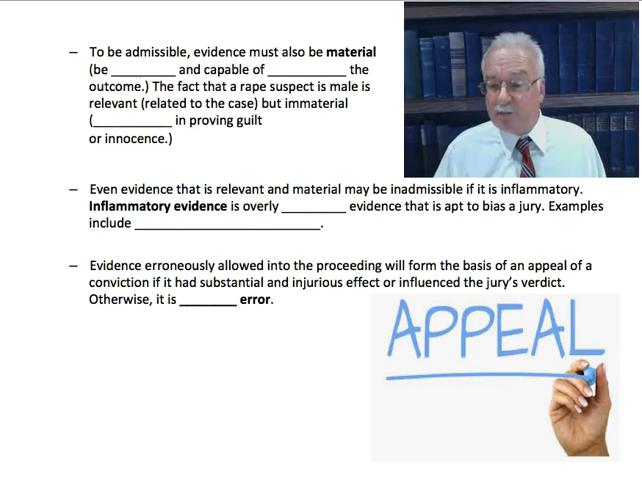 – To be admissible, evidence must also be material
(be ________ and capable of __________ the
outcome.) The fact that a rape suspect is male is
relevant (related to the case) but immaterial
(__________ in proving guilt
or innocence.)
– Even evidence that is relevant and material may be inadmissible if it is inflammatory.
Inflammatory evidence is overly ________ evidence that is apt to bias a jury. Examples
include ________________________.
– Evidence erroneously allowed into the proceeding will form the basis of an appeal of a
conviction if it had substantial and injurious effect or influenced the jury's verdict.
Otherwise, it is _______ error.
APPEAL